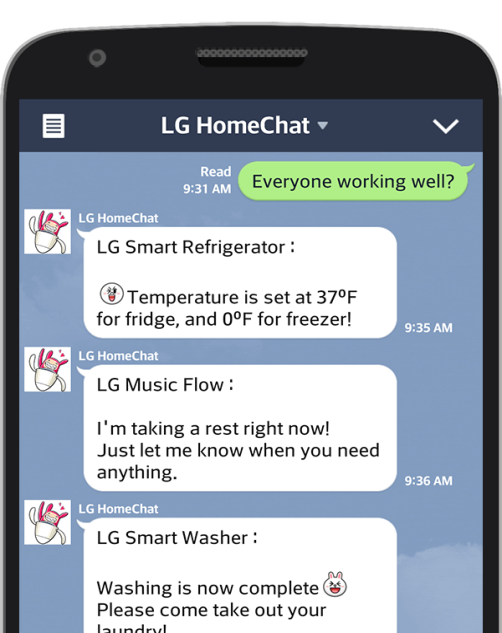 LG HomeChat
Read
9:31 AM
Everyone working well?
LG HomeChat
LG Smart Refrigerator :
Temperature is set at 37ºF
for fridge, and 0ºF for freezer!
9:35 AM
LG HomeChat
LG Music Flow :
I'm taking a rest right now!
Just let me know when you need
anything.
9:36 AM
LG HomeChat
LG Smart Washer :
Washing is now complete
Please come take out your
laundry!